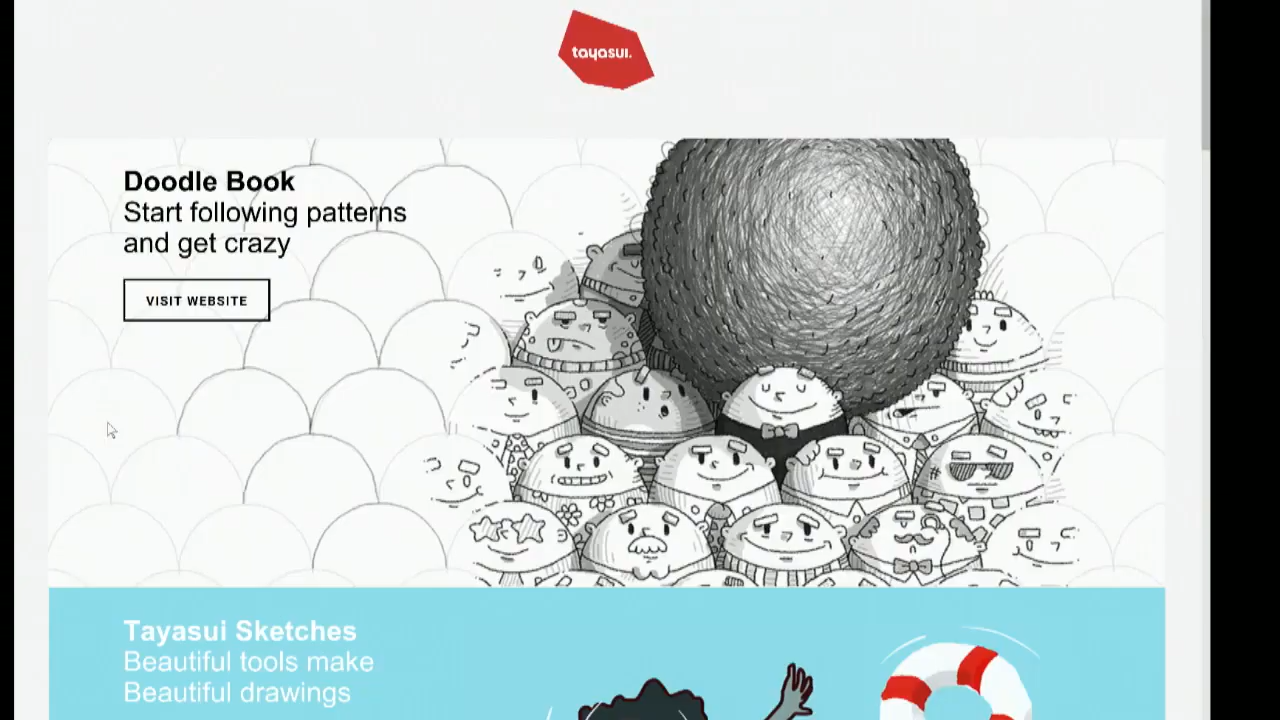 tayasui.
Doodle Book
Start following patterns
and get crazy
VISIT WEBSITE
Tayasui Sketches
Beautiful tools make
Beautiful drawings